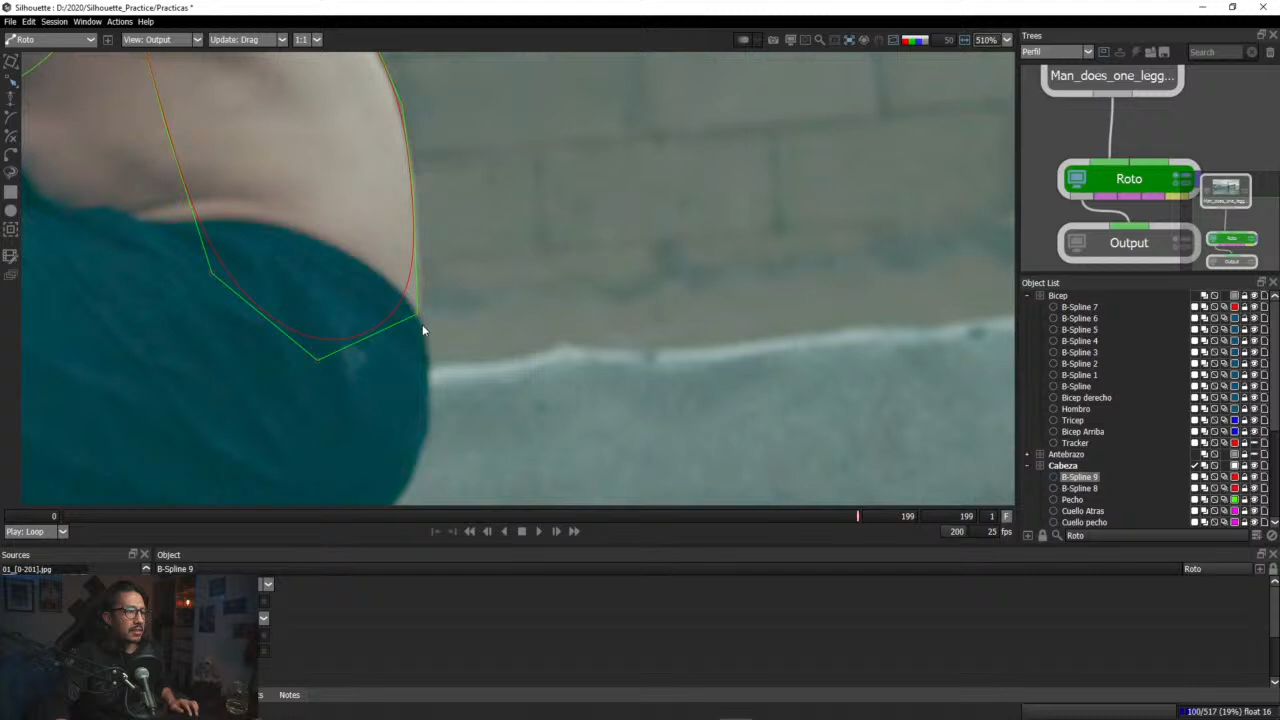 Silhouette : D:/2020/Silhouette_Practice/Practicas *
File Edit Session Window Actions Help
Roto View: Output Update: Drag 1:1 50 510%
Trees
Perfil Search
Man_does_one_legg...
Roto
Output
Object List
Bicep
B-Spline 7
B-Spline 6
B-Spline 5
B-Spline 4
B-Spline 3
B-Spline 2
B-Spline 1
B-Spline
Bicep derecho
Hombro
Tricep
Bicep Arriba
Tracker
Antebrazo
Cabeza
B-Spline 9
B-Spline 8
Pecho
Cuello Atras
Cuello pecho
Roto
0 199 199 1 F
Play: Loop 200 25 fps
Sources Object
01_[0-201].jpg B-Spline 9 Roto
Notes
100/517 (19%) float 16